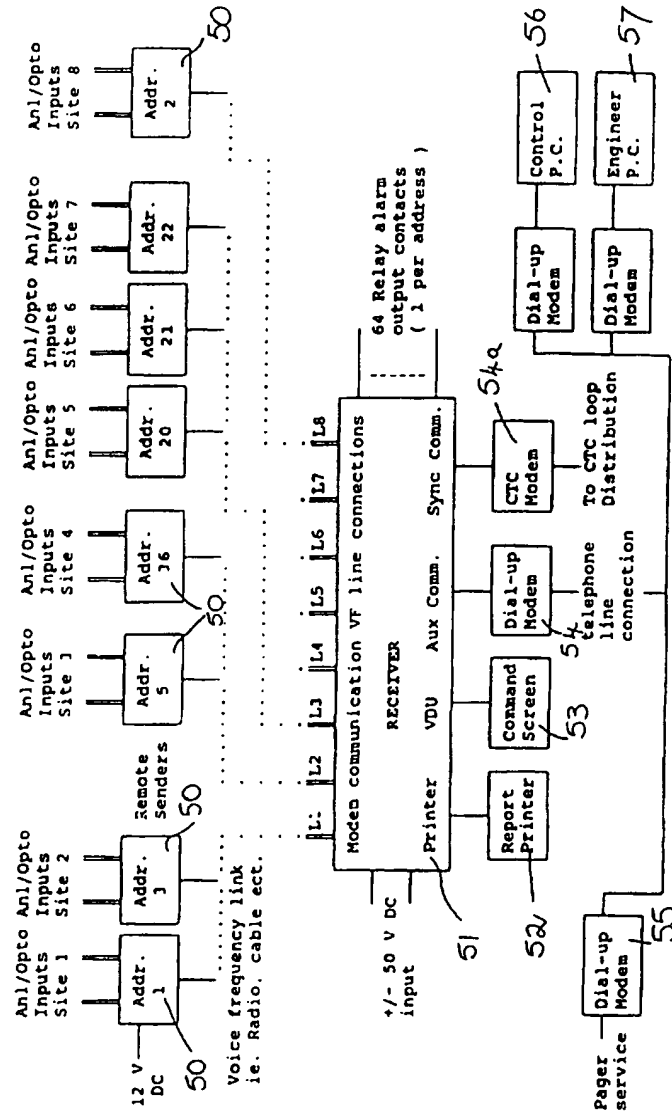 Anl/Opto
Inputs
Site 1
Anl/Opto
Inputs
Site 2
Anl/Opto
Inputs
Site 3
Anl/Opto
Inputs
Site 4
Anl/Opto
Inputs
Site 5
Anl/Opto
Inputs
Site 6
Anl/Opto
Inputs
Site 7
Anl/Opto
Inputs
Site 8
12 V
DC
Addr.
1
50
Addr.
3
50
Remote
Senders
Addr.
5
50
Addr.
36
Addr.
20
Addr.
21
Addr.
22
Addr.
2
50
Voice frequency link
ie. Radio, cable ect.
L1
L2
L3
L4
L5
L6
L7
L8
Modem communication VF line connections
RECEIVER
Printer
VDU
Aux Comm.
Sync Comm.
+/- 50 V DC
input
51
64 Relay alarm
output contacts
( 1 per address )
Report
Printer
52
Command
Screen
53
Dial-up
Modem
54
telephone
line
connection
CTC
Modem
54a
To CTC loop
Distribution
Pager
service
Dial-up
Modem
55
Dial-up
Modem
Control
P.C.
56
Dial-up
Modem
Engineer
P.C.
57